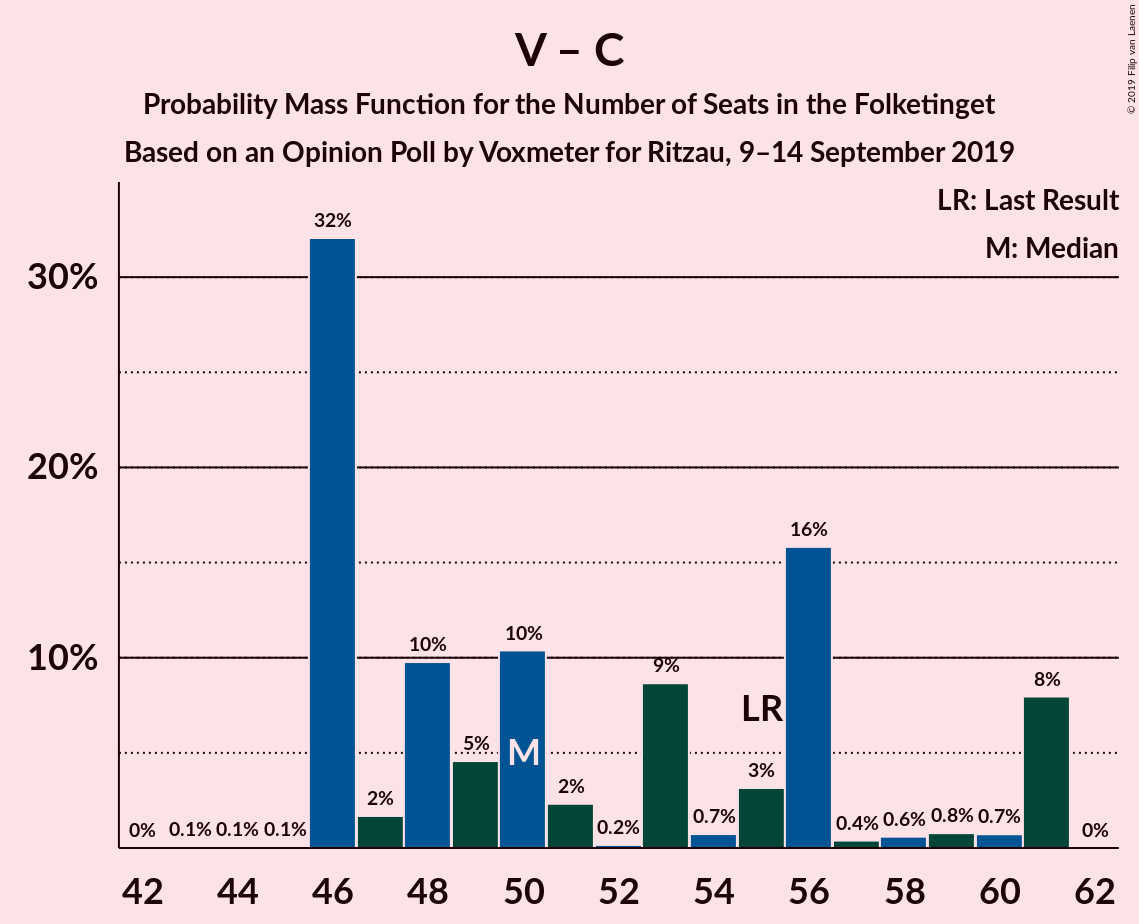 V – C
Probability Mass Function for the Number of Seats in the Folketinget
Based on an Opinion Poll by Voxmeter for Ritzau, 9–14 September 2019
© 2019 Filip van Laenen
LR: Last Result
M: Median
30%
20%
10%
0%
0.1%
0.1%
0.1%
32%
2%
10%
5%
10%
M
2%
0.2%
9%
0.7%
LR
3%
16%
0.4%
0.6%
0.8%
0.7%
8%
0%
42 44 46 48 50 52 54 56 58 60 62